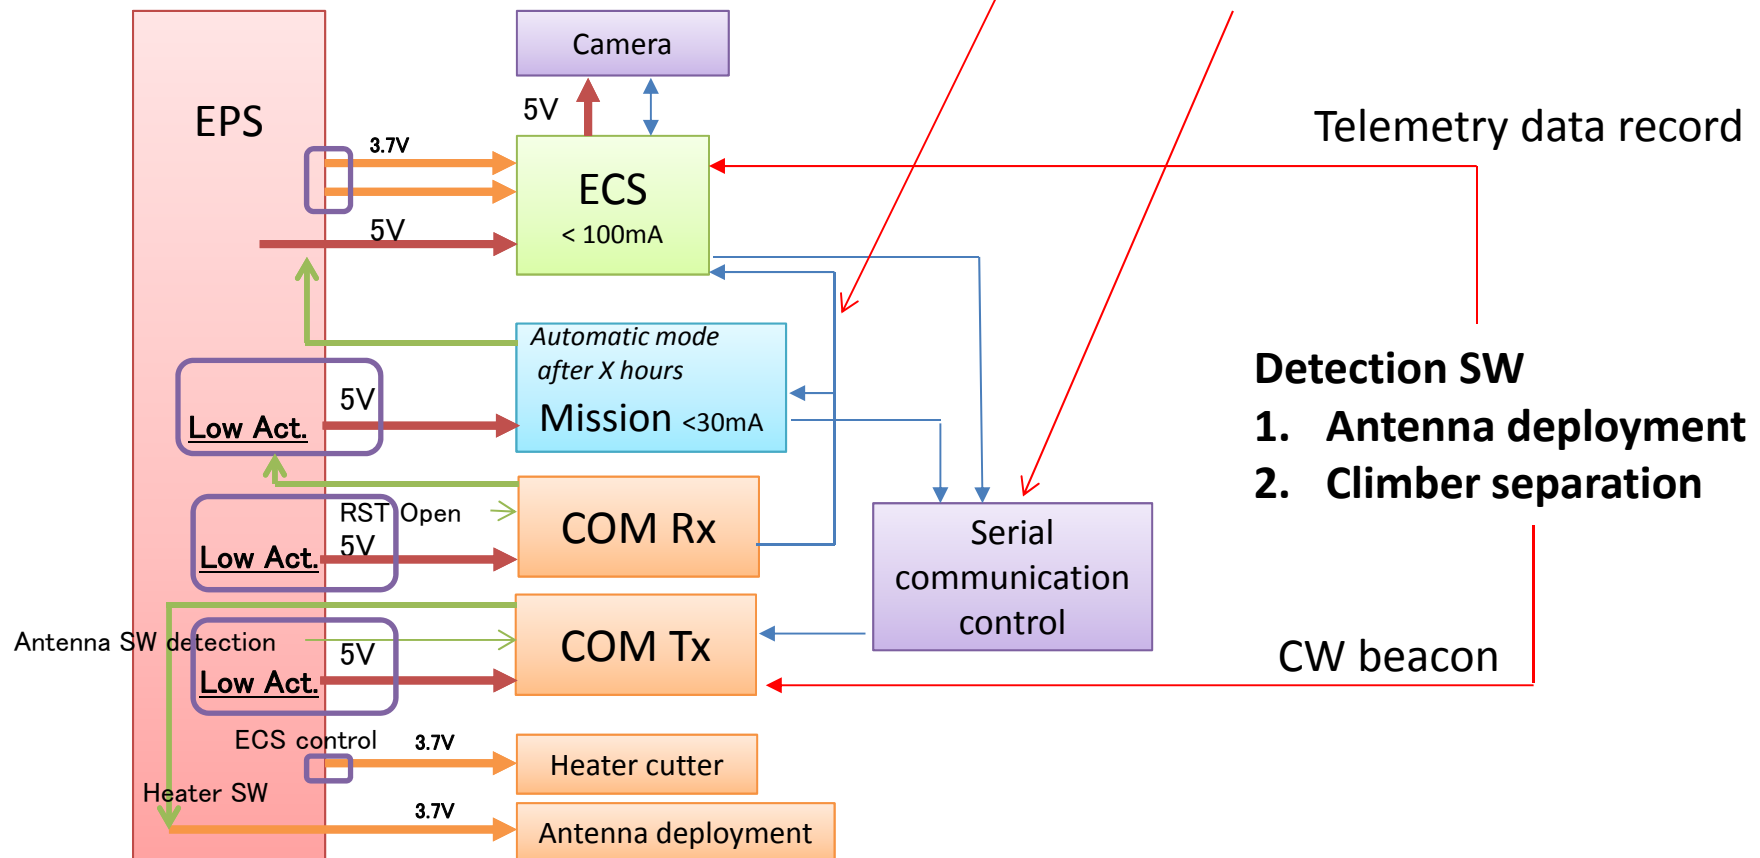 Camera
5V
EPS
Telemetry data record
3.7V
ECS
< 100mA
5V
Automatic mode
after X hours
Mission <30mA
5V
Low Act.
Detection SW
1. Antenna deployment
2. Climber separation
RST Open
COM Rx
5V
Low Act.
Serial
communication
control
Antenna SW detection
COM Tx
5V
Low Act.
CW beacon
ECS control
3.7V
Heater cutter
Heater SW
3.7V
Antenna deployment